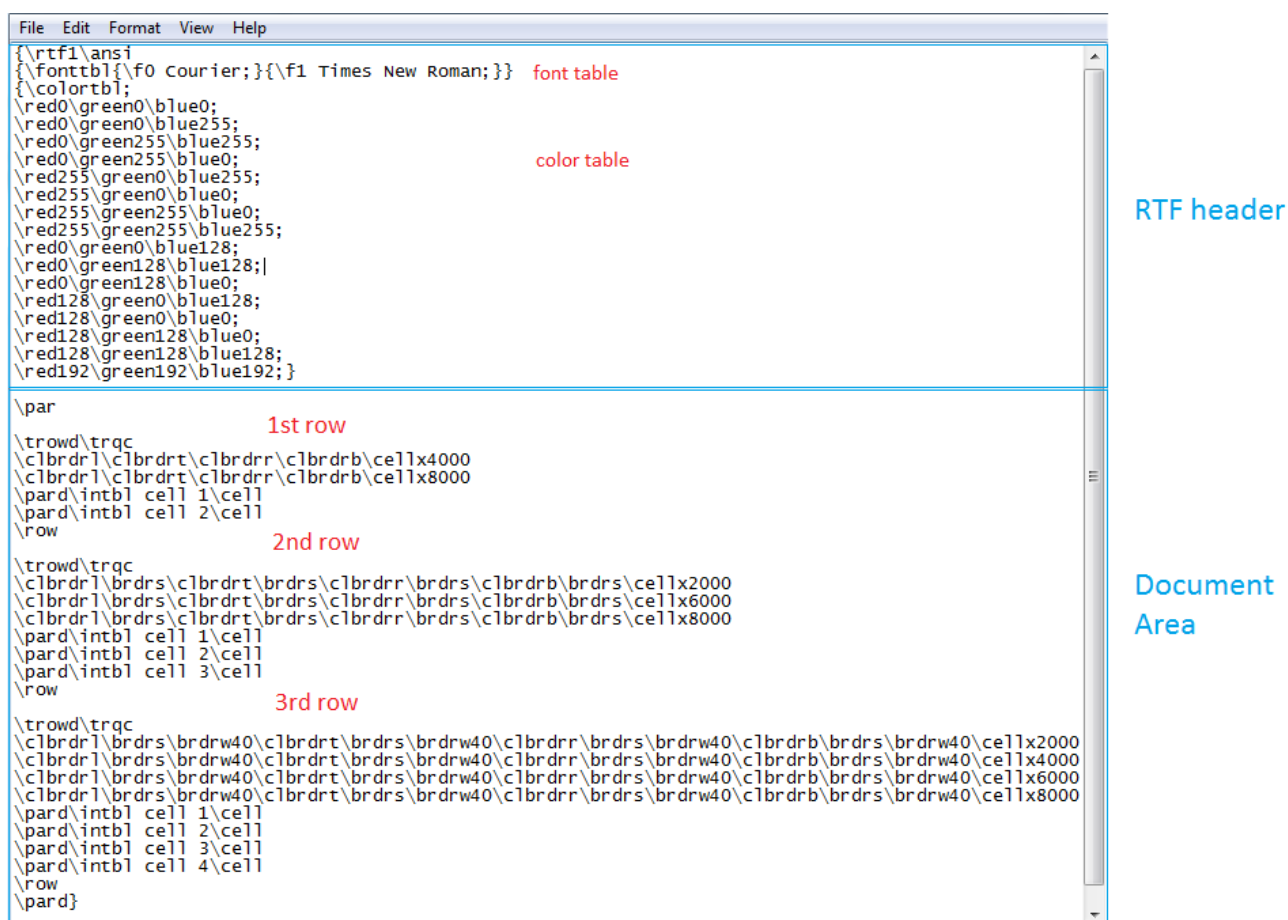 File Edit Format View Help
{\rtf1\ansi
{\fonttbl{\f0 Courier;}{\f1 Times New Roman;}} font table
{\colortbl;
\red0\green0\blue0;
\red0\green0\blue255;
\red0\green255\blue255;
\red0\green255\blue0; color table
\red255\green0\blue255;
\red255\green0\blue0;
\red255\green255\blue0; RTF header
\red255\green255\blue255;
\red0\green0\blue128;
\red0\green128\blue128;
\red0\green128\blue0;
\red128\green0\blue128;
\red128\green0\blue0;
\red128\green128\blue0;
\red128\green128\blue128;
\red192\green192\blue192;}
\par
1st row
\trowd\trqc
\clbrdrl\clbrdrt\clbrdrr\clbrdrb\cellx4000
\clbrdrl\clbrdrt\clbrdrr\clbrdrb\cellx8000
\pard\intbl cell 1\cell
\pard\intbl cell 2\cell
\row
2nd row
\trowd\trqc
\clbrdrl\brdrs\clbrdrt\brdrs\clbrdrr\brdrs\clbrdrb\brdrs\cellx2000
\clbrdrl\brdrs\clbrdrt\brdrs\clbrdrr\brdrs\clbrdrb\brdrs\cellx6000
\clbrdrl\brdrs\clbrdrt\brdrs\clbrdrr\brdrs\clbrdrb\brdrs\cellx8000
\pard\intbl cell 1\cell
\pard\intbl cell 2\cell
\pard\intbl cell 3\cell
\row
Document
Area
3rd row
\trowd\trqc
\clbrdrl\brdrs\brdrw40\clbrdrt\brdrs\brdrw40\clbrdrr\brdrs\brdrw40\clbrdrb\brdrs\brdrw40\cellx2000
\clbrdrl\brdrs\brdrw40\clbrdrt\brdrs\brdrw40\clbrdrr\brdrs\brdrw40\clbrdrb\brdrs\brdrw40\cellx4000
\clbrdrl\brdrs\brdrw40\clbrdrt\brdrs\brdrw40\clbrdrr\brdrs\brdrw40\clbrdrb\brdrs\brdrw40\cellx6000
\clbrdrl\brdrs\brdrw40\clbrdrt\brdrs\brdrw40\clbrdrr\brdrs\brdrw40\clbrdrb\brdrs\brdrw40\cellx8000
\pard\intbl cell 1\cell
\pard\intbl cell 2\cell
\pard\intbl cell 3\cell
\pard\intbl cell 4\cell
\row
\pard}